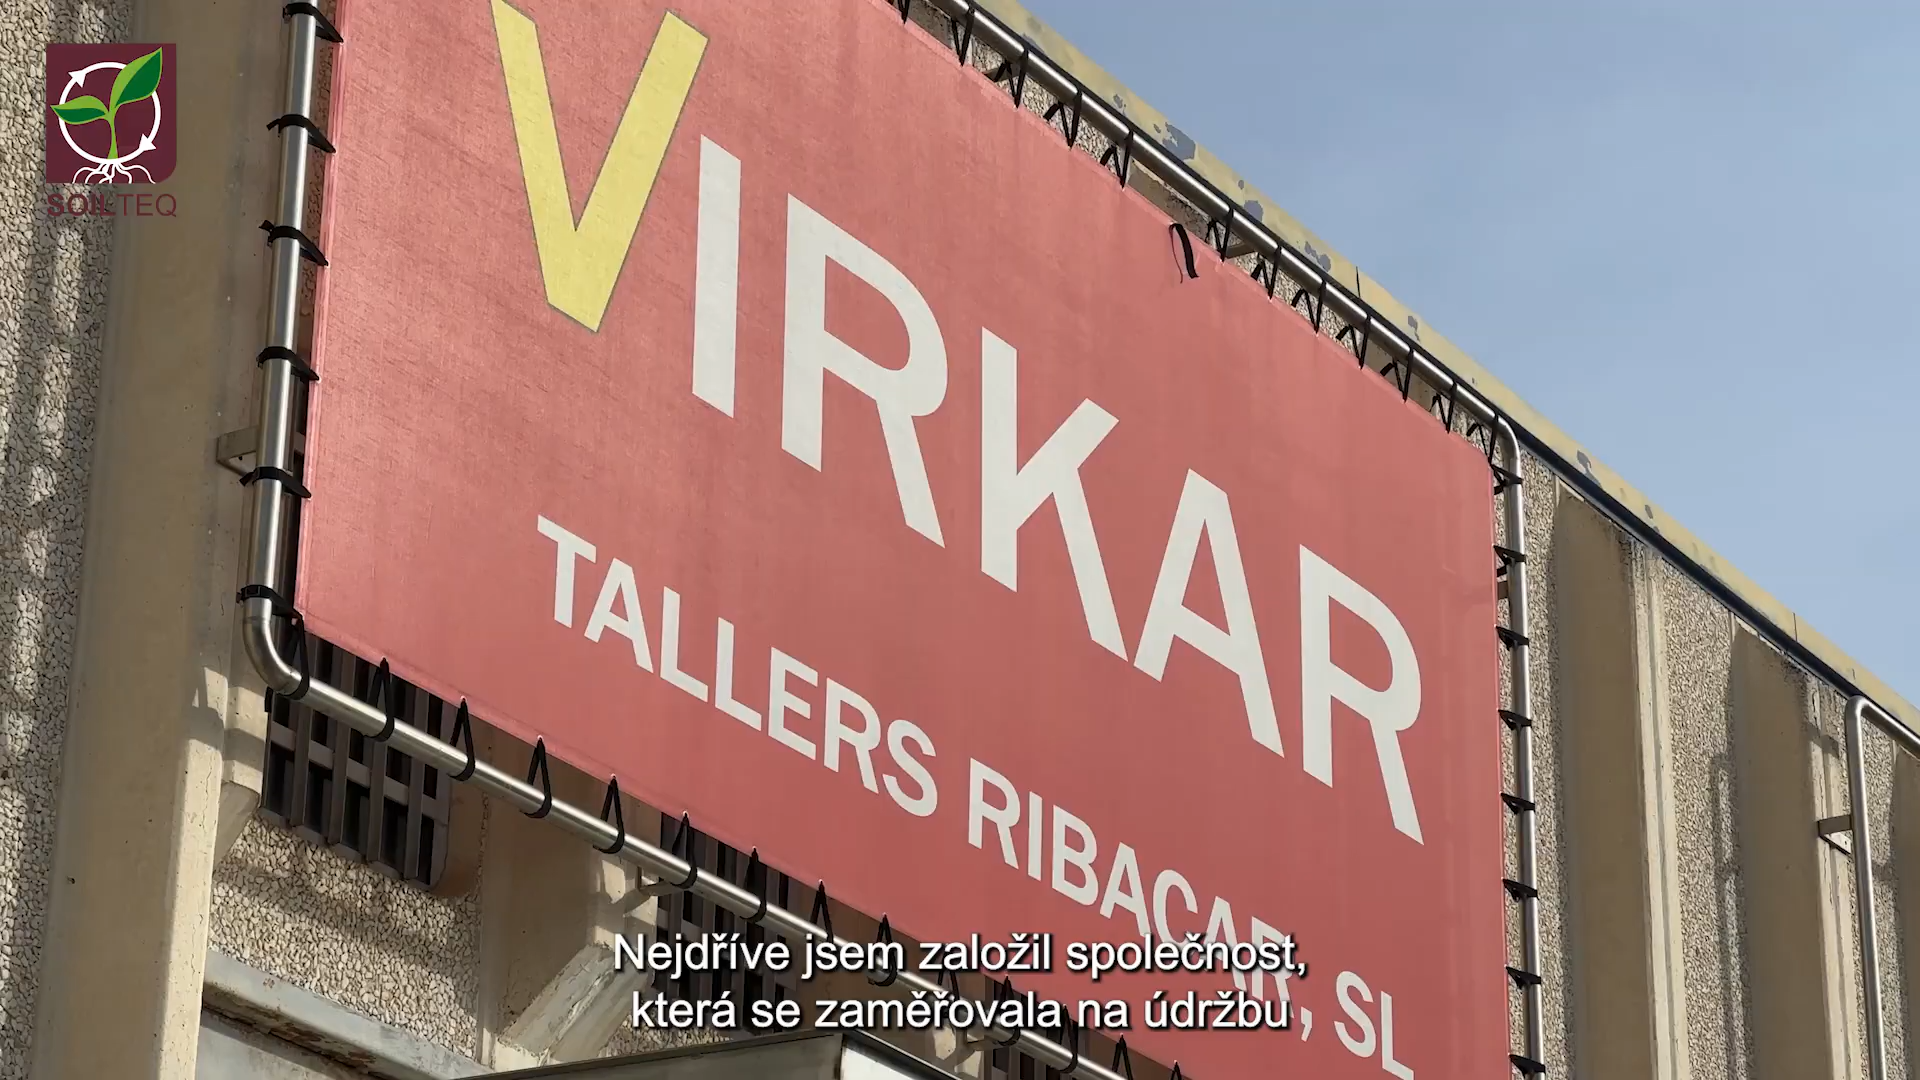 SOILTEQ
VIRKAR
TALLERS RIBACAR, SL
Nejdříve jsem založil společnost,
která se zaměřovala na údržbu